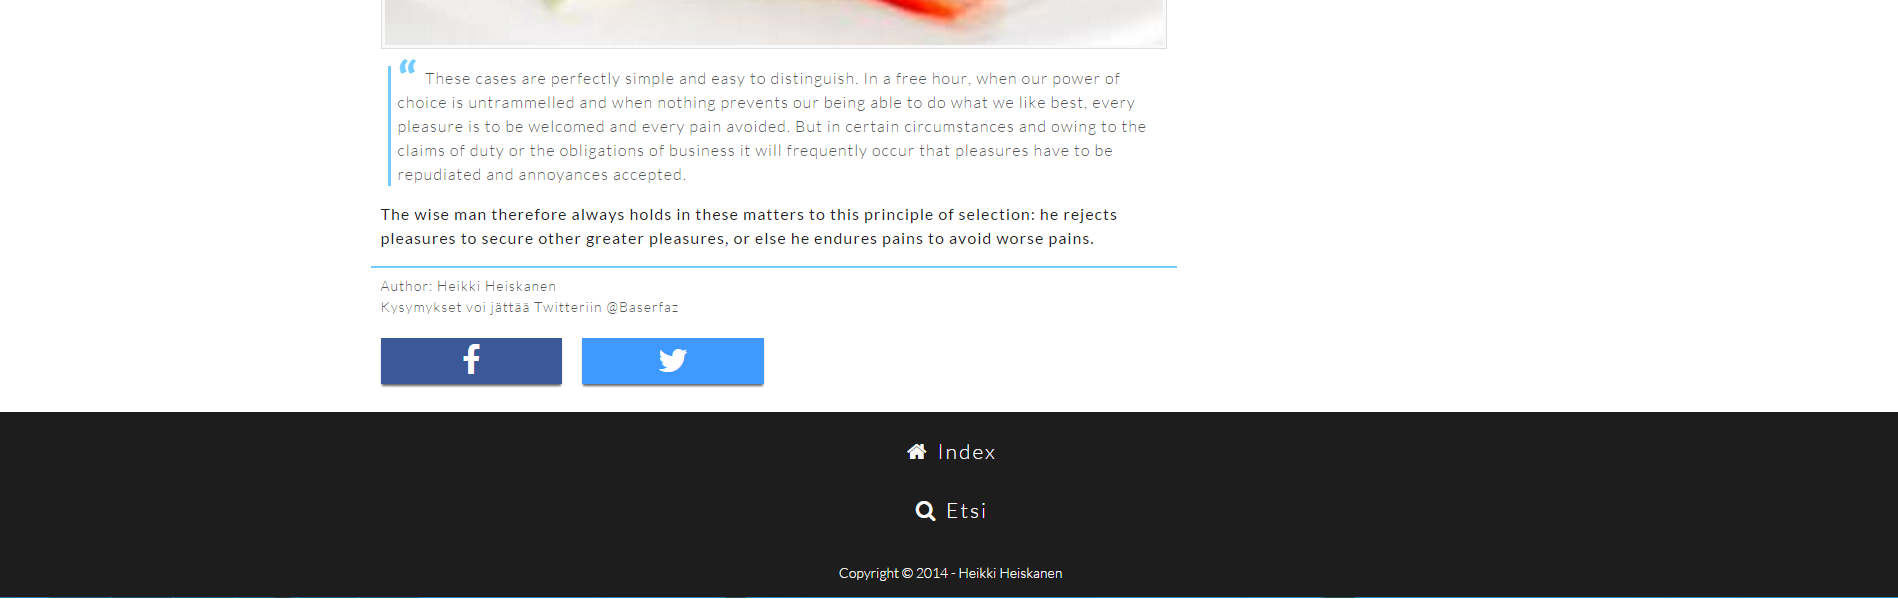 “ These cases are perfectly simple and easy to distinguish. In a free hour, when our power of
choice is untrammelled and when nothing prevents our being able to do what we like best, every
pleasure is to be welcomed and every pain avoided. But in certain circumstances and owing to the
claims of duty or the obligations of business it will frequently occur that pleasures have to be
repudiated and annoyances accepted.
The wise man therefore always holds in these matters to this principle of selection: he rejects
pleasures to secure other greater pleasures, or else he endures pains to avoid worse pains.
Author: Heikki Heiskanen
Kysymykset voi jättää Twitteriin @Baserfaz
Index
Etsi
Copyright © 2014 - Heikki Heiskanen